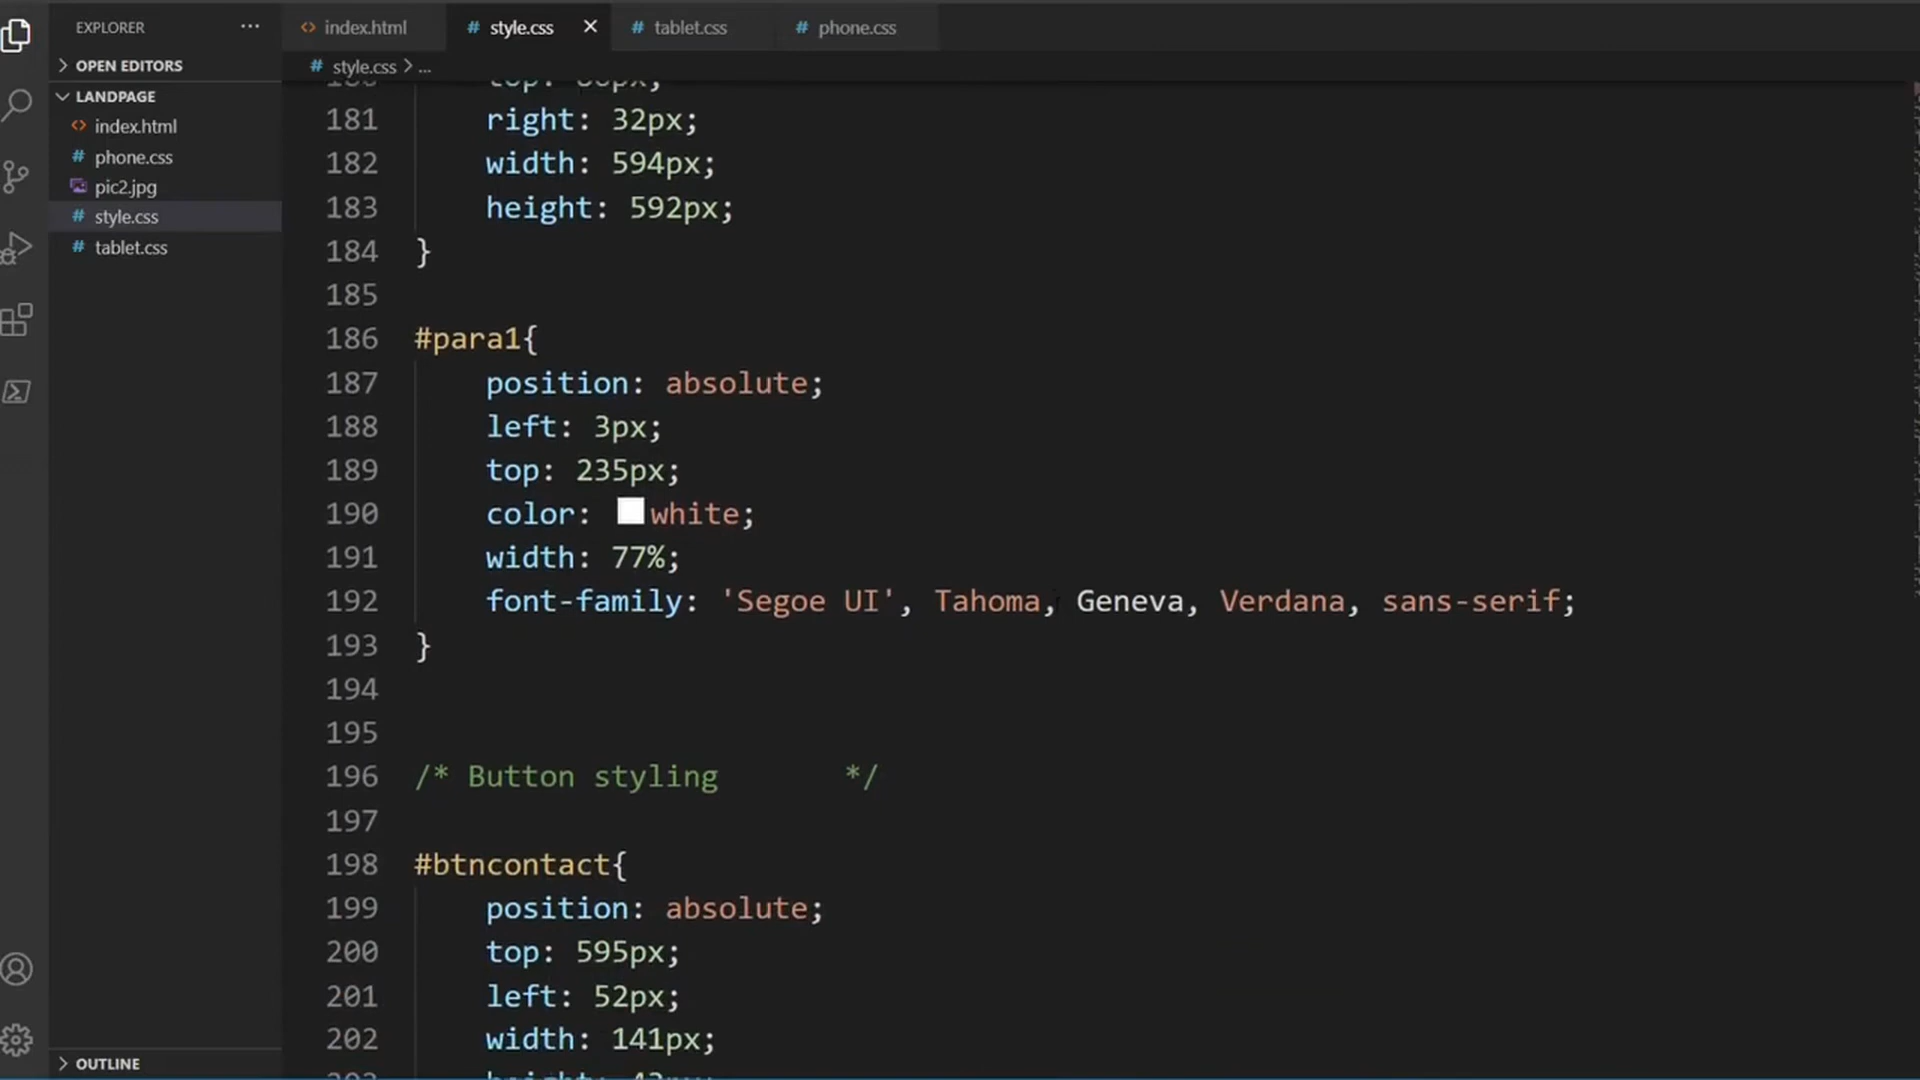 EXPLORER
OPEN EDITORS
LANDPAGE
index.html
# phone.css
pic2.jpg
# style.css
# tablet.css
OUTLINE
index.html
# style.css
# tablet.css
# phone.css
# style.css > ...
181 right: 32px;
182 width: 594px;
183 height: 592px;
184 }
185
186 #para1{
187 position: absolute;
188 left: 3px;
189 top: 235px;
190 color: white;
191 width: 77%;
192 font-family: 'Segoe UI', Tahoma, Geneva, Verdana, sans-serif;
193 }
194
195
196 /* Button styling */
197
198 #btncontact{
199 position: absolute;
200 top: 595px;
201 left: 52px;
202 width: 141px;